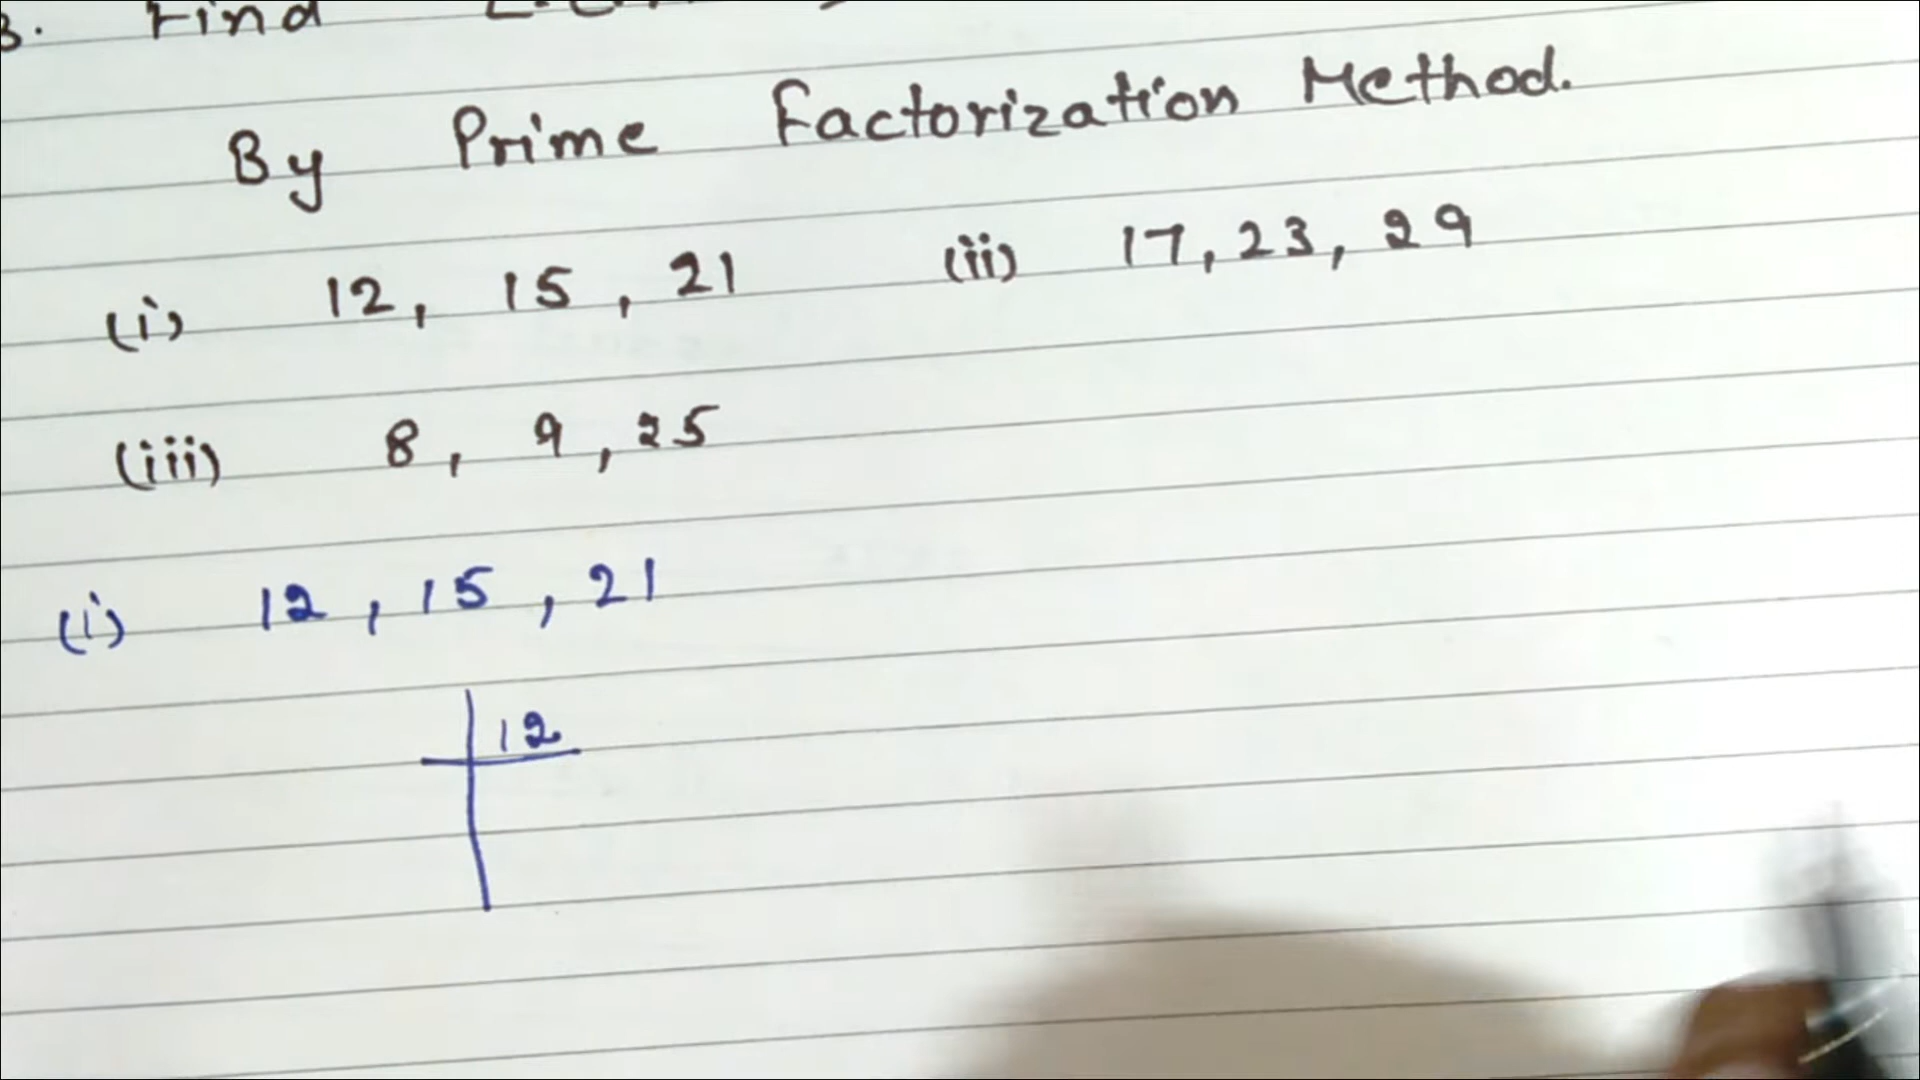 3. Find
By Prime Factorization Method.
(i) 12, 15, 21 (ii) 17, 23, 29
(iii) 8, 9, 25
(i) 12, 15, 21
12